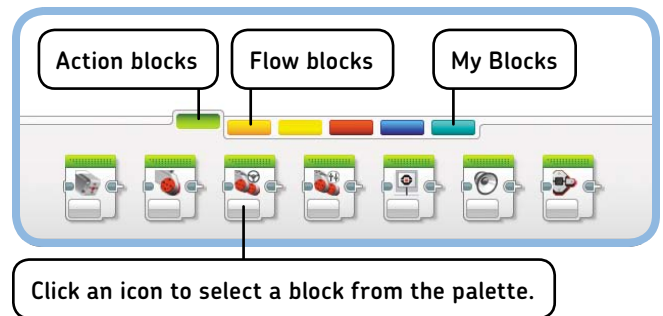 Action blocks
Flow blocks
My Blocks
Click an icon to select a block from the palette.